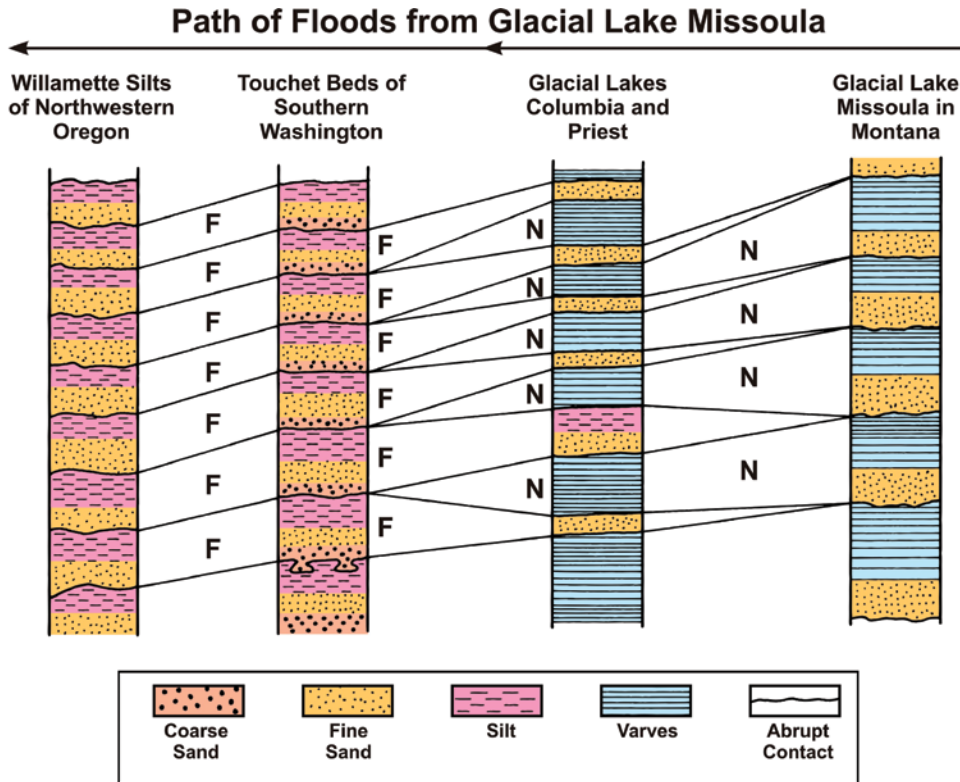 Path of Floods from Glacial Lake Missoula
Willamette Silts
of Northwestern
Oregon
Touchet Beds of
Southern
Washington
Glacial Lakes
Columbia and
Priest
Glacial Lake
Missoula in
Montana
F
F
F
F
F
F
F
F
F
F
F
F
F
F
N
N
N
N
N
N
N
N
N
Coarse
Sand
Fine
Sand
Silt
Varves
Abrupt
Contact